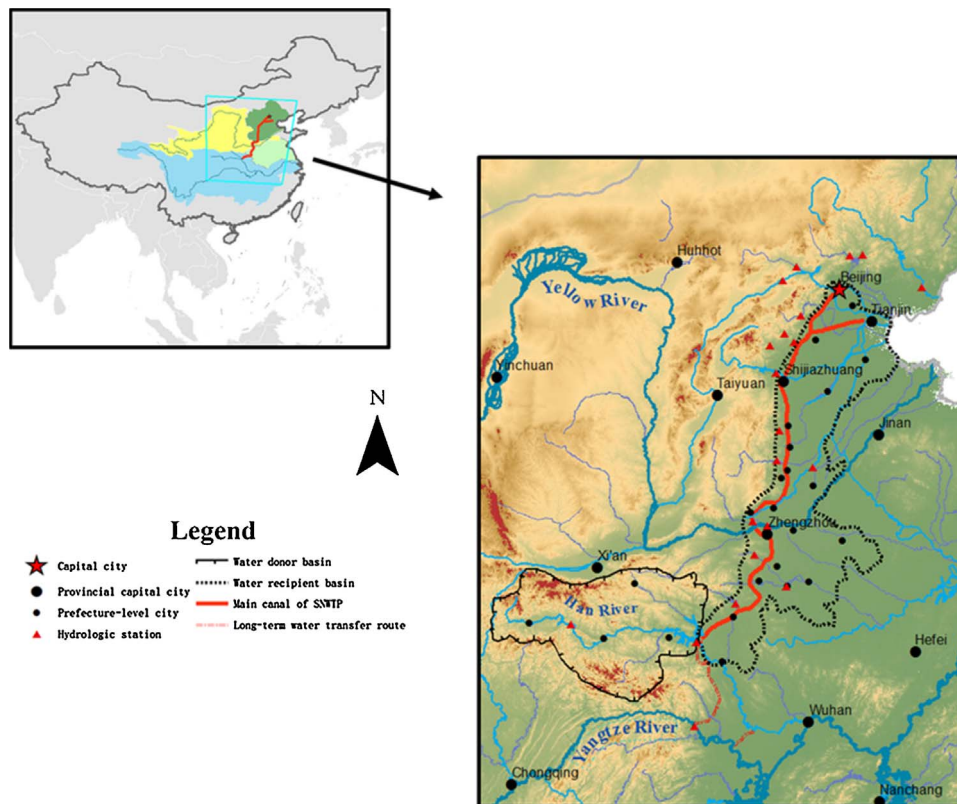 N
Legend
Capital city
Provincial capital city
Prefecture-level city
Hydrologic station
Water donor basin
Water recipient basin
Main canal of SNWTP
Long-term water transfer route
Huhhot
Beijing
Yellow River
Tianjin
Yinchuan
Shijiazhuang
Taiyuan
Jinan
Zhengzhou
Xi'an
Han River
Hefei
Wuhan
Yangtze River
Chongqing
Nanchang